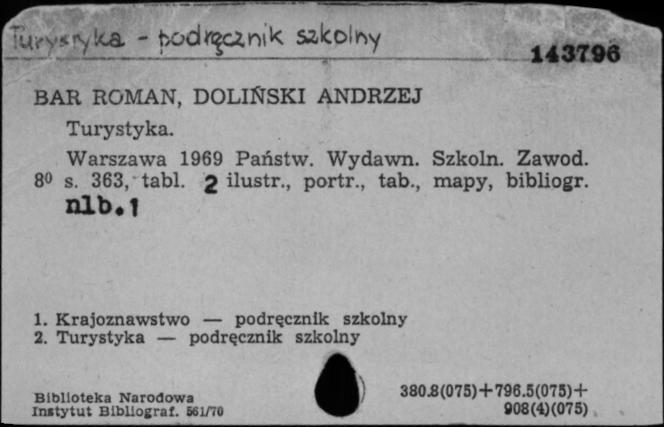 Turystyka - podręcznik szkolny
143796
BAR ROMAN, DOLIŃSKI ANDRZEJ
Turystyka.
Warszawa 1969 Państw. Wydawn. Szkoln. Zawod.
8⁰ s. 363, tabl. 2 ilustr., portr., tab., mapy, bibliogr.
nlb.1
1. Krajoznawstwo — podręcznik szkolny
2. Turystyka — podręcznik szkolny
Biblioteka Narodowa
Instytut Bibliograf. 561/70
380.8(075)+796.5(075)+
908(4)(075)